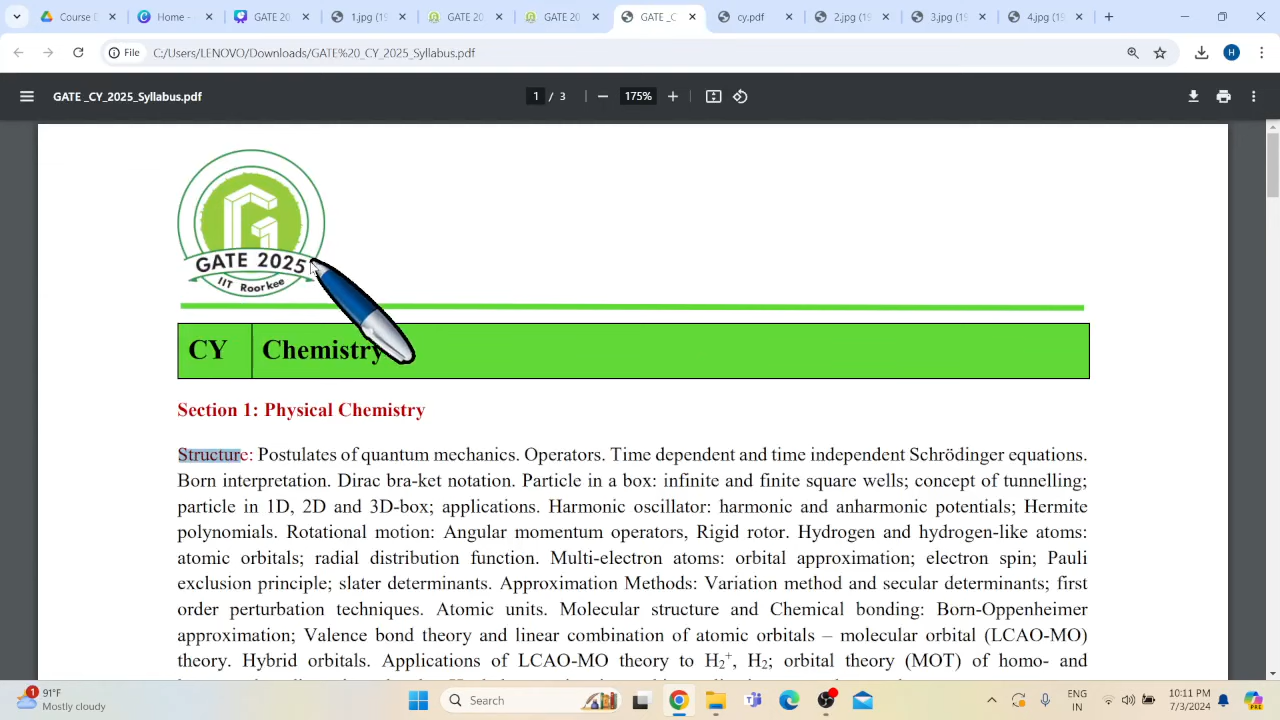 Course
Home -
GATE 20
1.jpg (19
GATE 20
GATE 20
GATE _C
cy.pdf
2.jpg (19
3.jpg (19
4.jpg (19
File
C:/Users/LENOVO/Downloads/GATE%20_CY_2025_Syllabus.pdf
H
GATE _CY_2025_Syllabus.pdf
1 / 3
175%
G
GATE 2025
IIT Roorkee
CY Chemistry
Section 1: Physical Chemistry
Structure: Postulates of quantum mechanics. Operators. Time dependent and time independent Schrödinger equations.
Born interpretation. Dirac bra-ket notation. Particle in a box: infinite and finite square wells; concept of tunnelling;
particle in 1D, 2D and 3D-box; applications. Harmonic oscillator: harmonic and anharmonic potentials; Hermite
polynomials. Rotational motion: Angular momentum operators, Rigid rotor. Hydrogen and hydrogen-like atoms:
atomic orbitals; radial distribution function. Multi-electron atoms: orbital approximation; electron spin; Pauli
exclusion principle; slater determinants. Approximation Methods: Variation method and secular determinants; first
order perturbation techniques. Atomic units. Molecular structure and Chemical bonding: Born-Oppenheimer
approximation; Valence bond theory and linear combination of atomic orbitals – molecular orbital (LCAO-MO)
theory. Hybrid orbitals. Applications of LCAO-MO theory to H₂⁺, H₂; orbital theory (MOT) of homo- and
1
91°F
Mostly cloudy
Search
ENG
IN
10:11 PM
7/3/2024